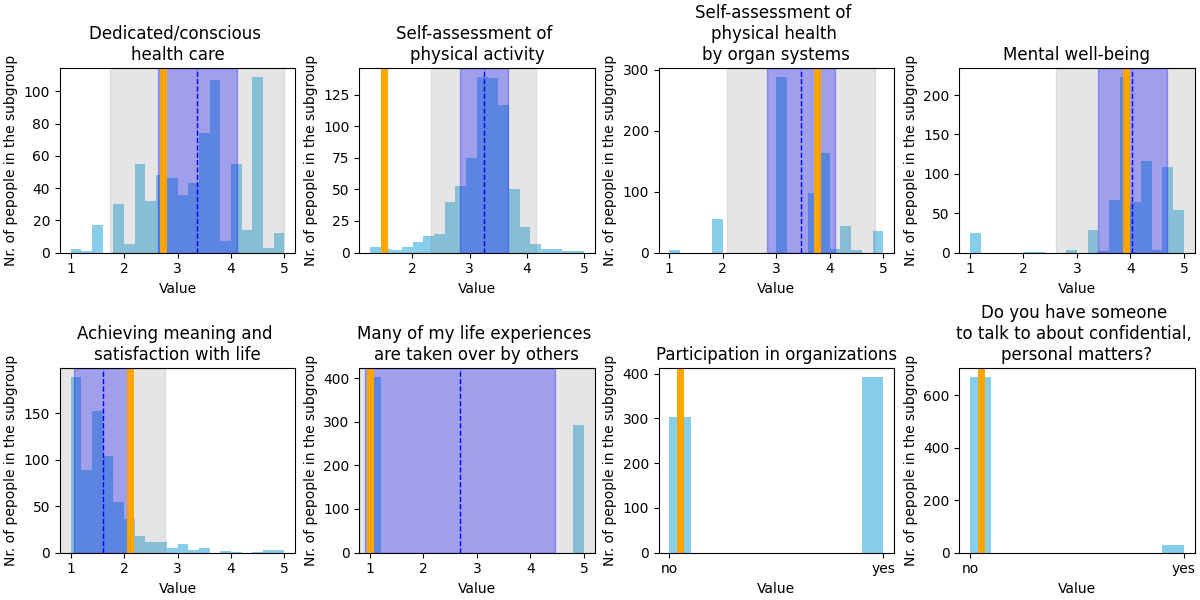 Dedicated/conscious
health care
Nr. of pepople in the subgroup
100
80
60
40
20
0
1 2 3 4 5
Value
Self-assessment of
physical activity
Nr. of pepople in the subgroup
125
100
75
50
25
0
2 3 4 5
Value
Self-assessment of
physical health
by organ systems
Nr. of pepople in the subgroup
300
200
100
0
1 2 3 4 5
Value
Mental well-being
Nr. of pepople in the subgroup
200
150
100
50
0
1 2 3 4 5
Value
Achieving meaning and
satisfaction with life
Nr. of pepople in the subgroup
150
100
50
0
1 2 3 4 5
Value
Many of my life experiences
are taken over by others
Nr. of pepople in the subgroup
400
300
200
100
0
1 2 3 4 5
Value
Participation in organizations
Nr. of pepople in the subgroup
400
300
200
100
0
no yes
Value
Do you have someone
to talk to about confidential,
personal matters?
Nr. of pepople in the subgroup
600
400
200
0
no yes
Value